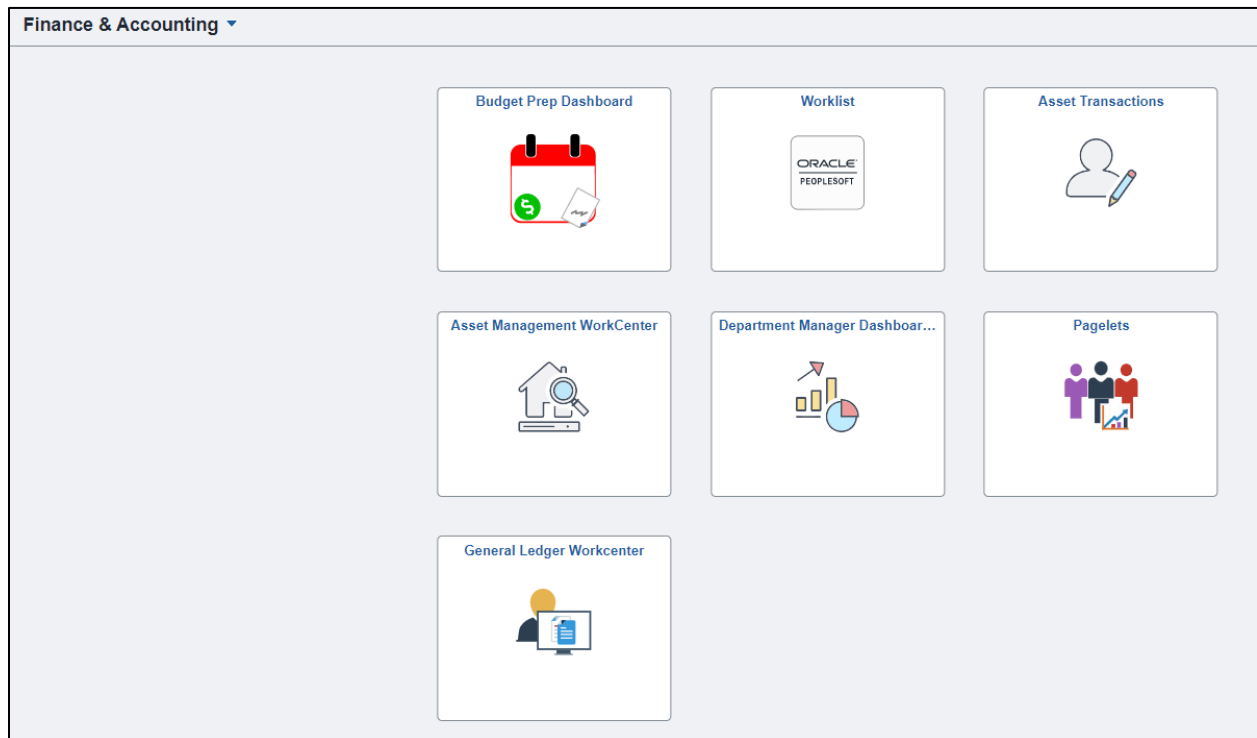 Finance & Accounting
Budget Prep Dashboard
Worklist
Asset Transactions
ORACLE
PEOPLESOFT
Asset Management WorkCenter
Department Manager Dashboar...
Pagelets
General Ledger Workcenter